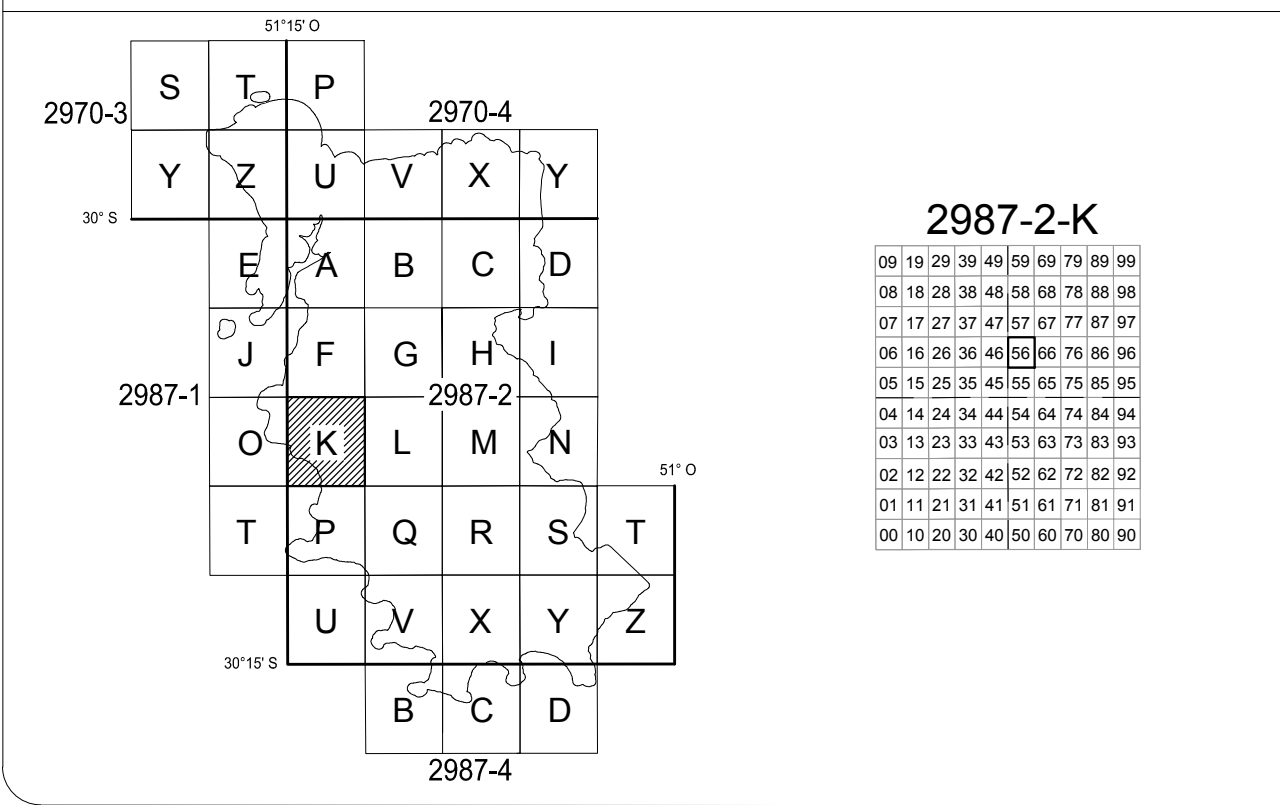 51°15' O
S T P
2970-3 2970-4
Y Z U V X Y
30° S
E A B C D
J F G H I
2987-1 2987-2
O K L M N
51° O
T P Q R S T
U V X Y Z
30°15' S
B C D
2987-4
2987-2-K
09 19 29 39 49 59 69 79 89 99
08 18 28 38 48 58 68 78 88 98
07 17 27 37 47 57 67 77 87 97
06 16 26 36 46 56 66 76 86 96
05 15 25 35 45 55 65 75 85 95
04 14 24 34 44 54 64 74 84 94
03 13 23 33 43 53 63 73 83 93
02 12 22 32 42 52 62 72 82 92
01 11 21 31 41 51 61 71 81 91
00 10 20 30 40 50 60 70 80 90